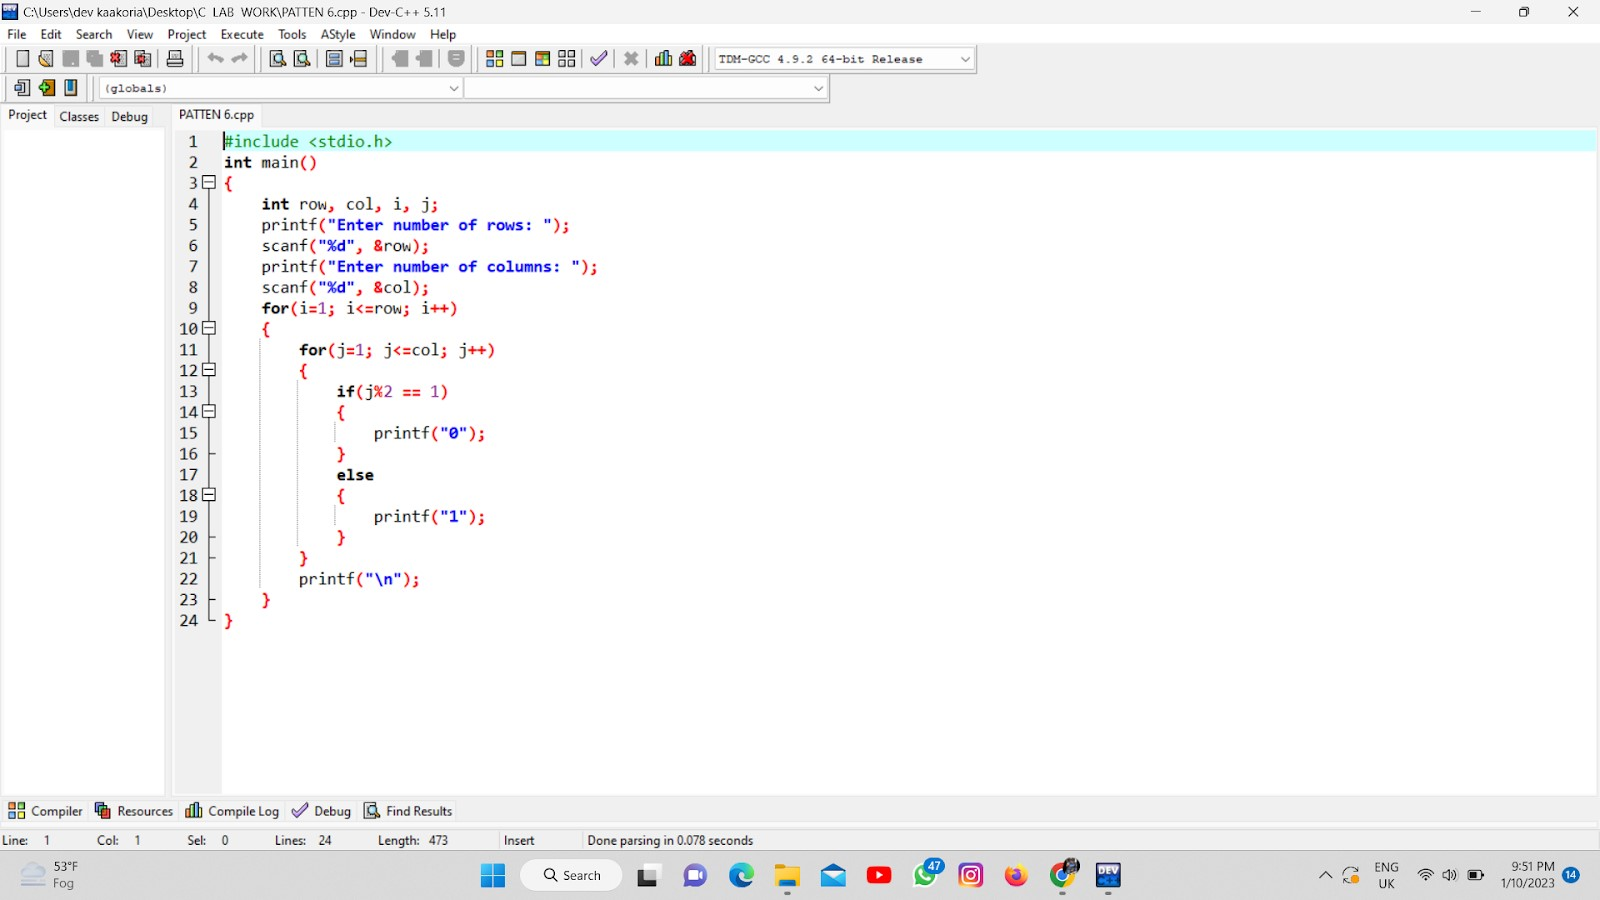 C:\Users\dev kaakoria\Desktop\C LAB WORK\PATTEN 6.cpp - Dev-C++ 5.11
File Edit Search View Project Execute Tools AStyle Window Help
TDM-GCC 4.9.2 64-bit Release
(globals)
Project Classes Debug PATTEN 6.cpp
1 #include <stdio.h>
2 int main()
3 {
4 int row, col, i, j;
5 printf("Enter number of rows: ");
6 scanf("%d", &row);
7 printf("Enter number of columns: ");
8 scanf("%d", &col);
9 for(i=1; i<=row; i++)
10 {
11 for(j=1; j<=col; j++)
12 {
13 if(j%2 == 1)
14 {
15 printf("0");
16 }
17 else
18 {
19 printf("1");
20 }
21 }
22 printf("\n");
23 }
24 }
Compiler Resources Compile Log Debug Find Results
Line: 1 Col: 1 Sel: 0 Lines: 24 Length: 473 Insert Done parsing in 0.078 seconds
53°F
Fog
Search
47
DEV
ENG
UK
9:51 PM
1/10/2023
14